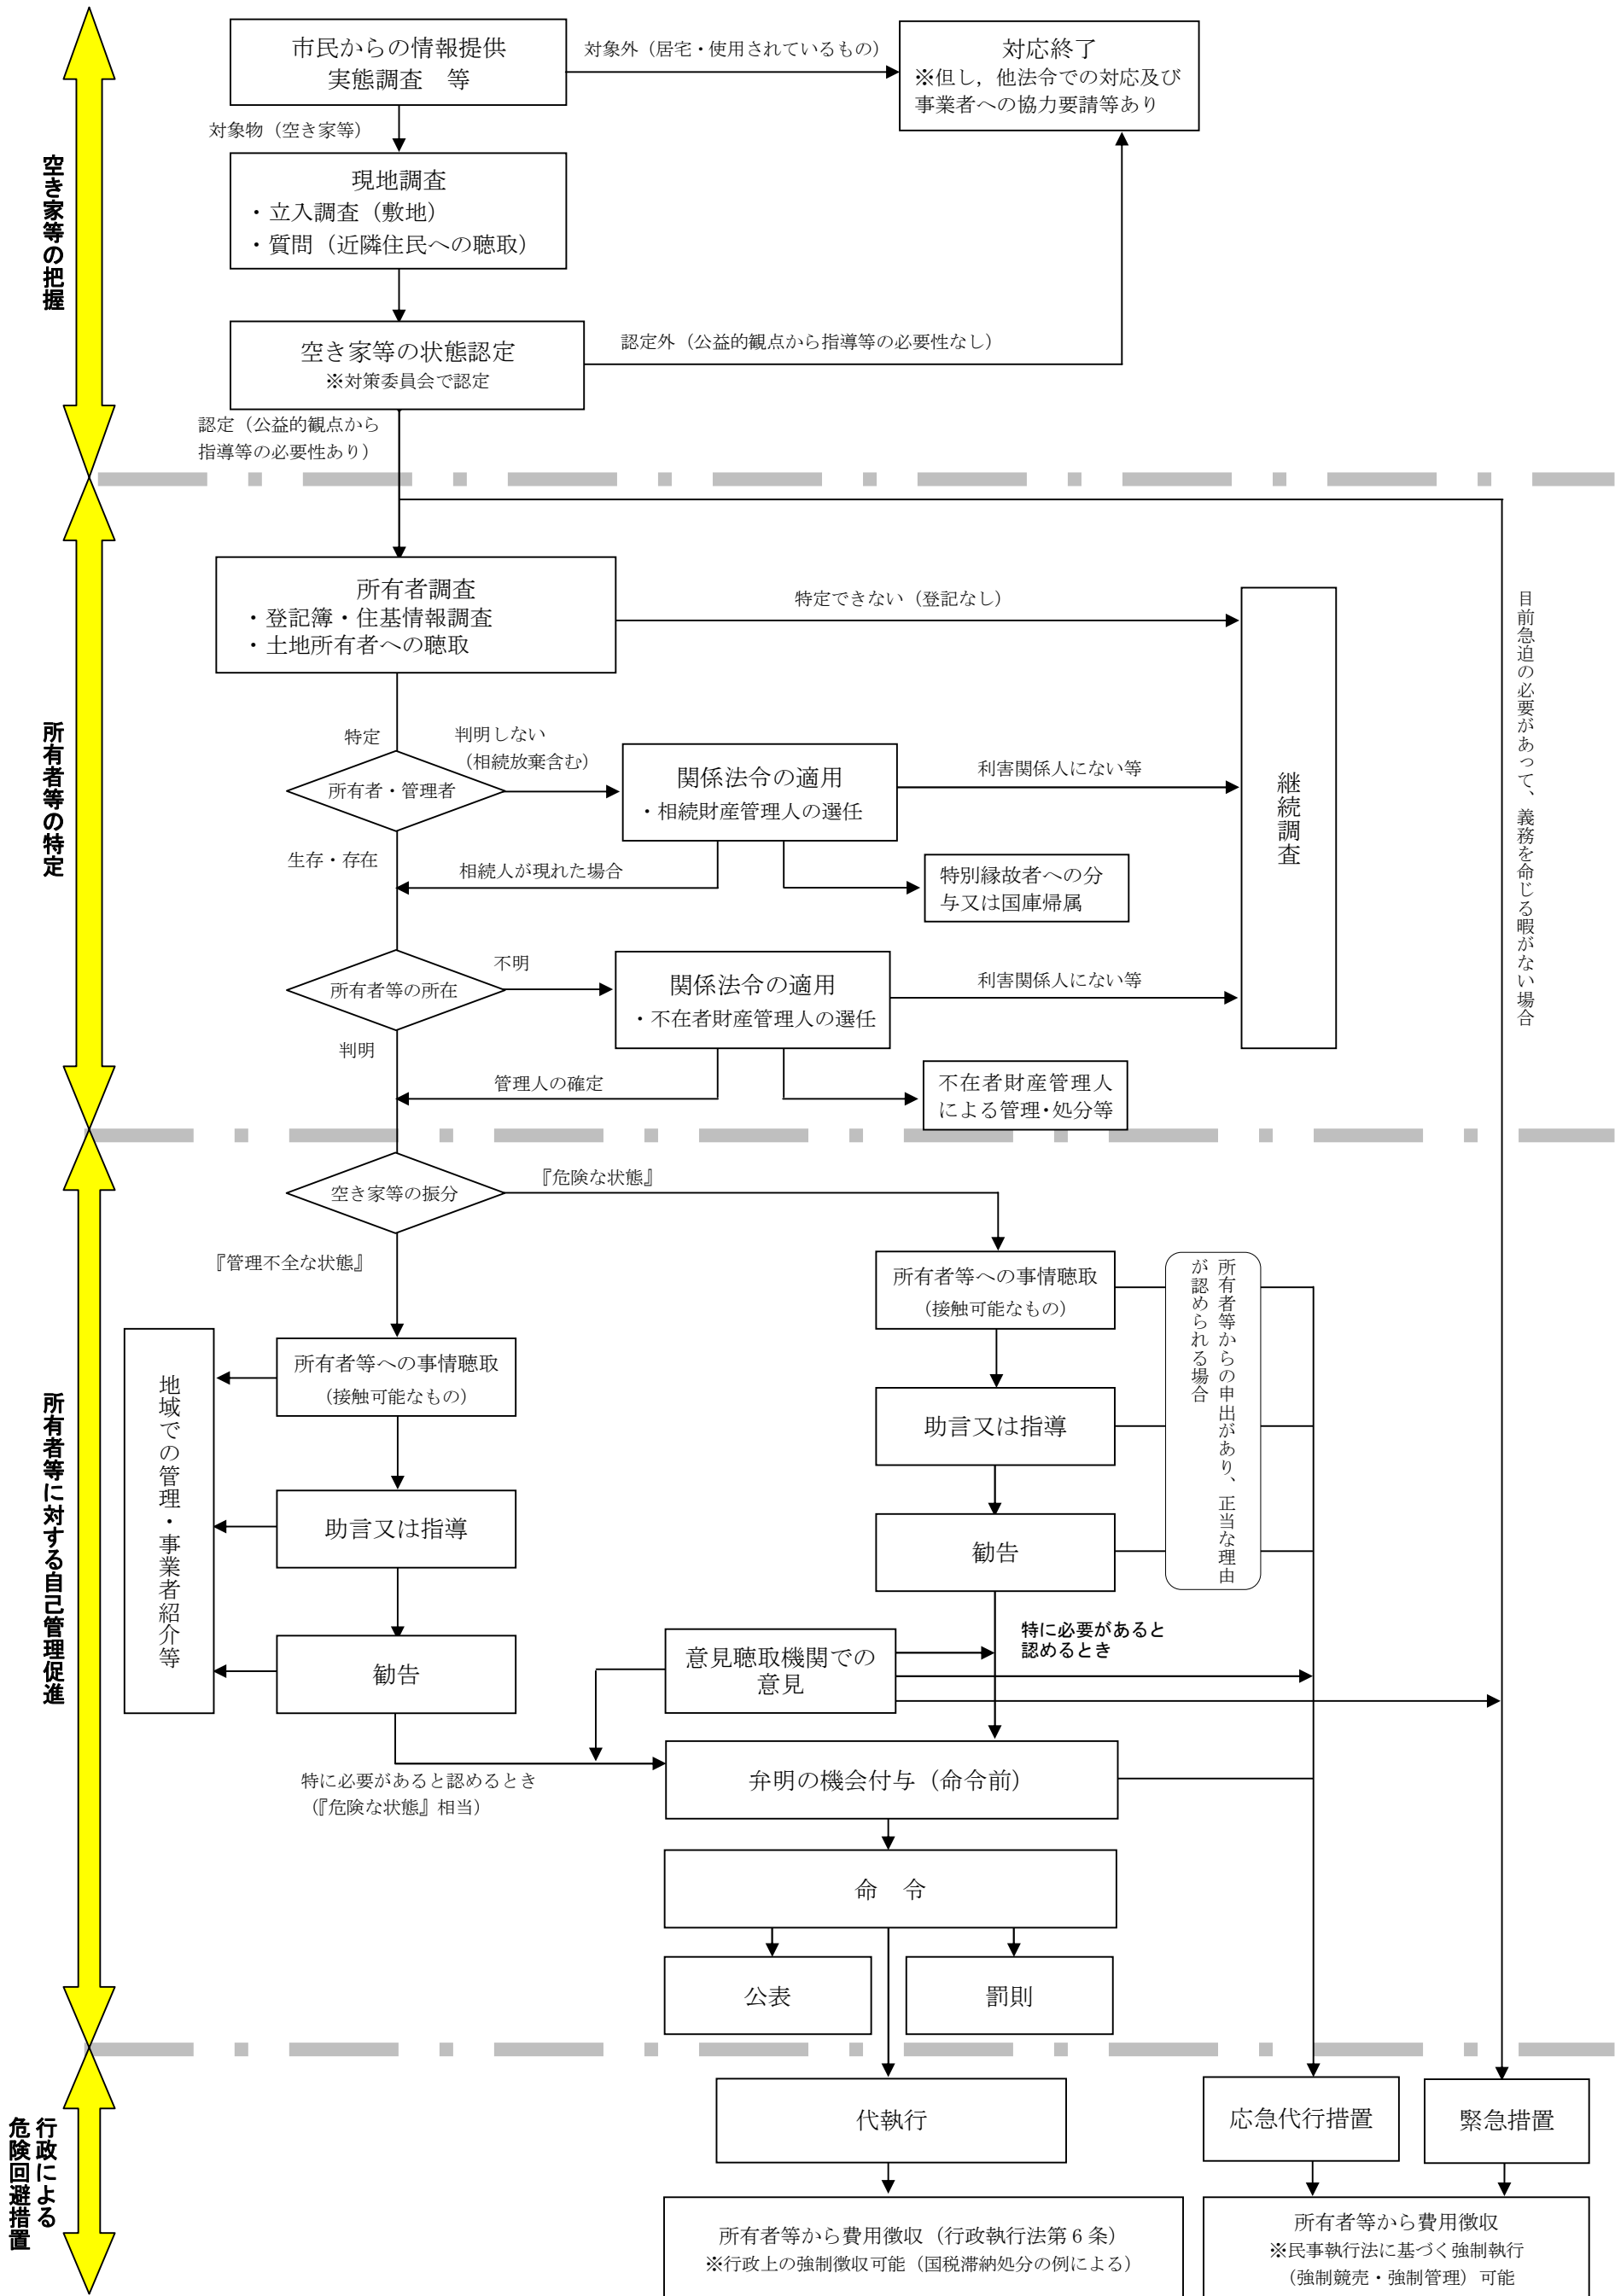 市民からの情報提供
実態調査　等
対象外（居宅・使用されているもの）
対応終了
※但し，他法令での対応及び
事業者への協力要請等あり
対象物（空き家等）
現地調査
・立入調査（敷地）
・質問（近隣住民への聴取）
空き家等の把握
空き家等の状態認定
※対策委員会で認定
認定外（公益的観点から指導等の必要性なし）
認定（公益的観点から
指導等の必要性あり）
所有者調査
・登記簿・住基情報調査
・土地所有者への聴取
特定できない（登記なし）
継続調査
目前急迫の必要があって、義務を命じる暇がない場合
所有者等の特定
特定
判明しない
（相続放棄含む）
所有者・管理者
関係法令の適用
・相続財産管理人の選任
利害関係人にない等
生存・存在
相続人が現れた場合
特別縁故者への分
与又は国庫帰属
所有者等の所在
不明
関係法令の適用
・不在者財産管理人の選任
利害関係人にない等
判明
管理人の確定
不在者財産管理人
による管理・処分等
空き家等の振分
『危険な状態』
『管理不全な状態』
所有者等への事情聴取
（接触可能なもの）
所有者等からの申出があり、正当な理由
が認められる場合
所有者等への事情聴取
（接触可能なもの）
地域での管理・事業者紹介等
助言又は指導
助言又は指導
勧告
勧告
所有者等に対する自己管理促進
意見聴取機関での
意見
特に必要があると
認めるとき
特に必要があると認めるとき
（『危険な状態』相当）
弁明の機会付与（命令前）
命　令
公表
罰則
行政による
危険回避措置
代執行
応急代行措置
緊急措置
所有者等から費用徴収（行政執行法第６条）
※行政上の強制徴収可能（国税滞納処分の例による）
所有者等から費用徴収
※民事執行法に基づく強制執行
（強制競売・強制管理）可能